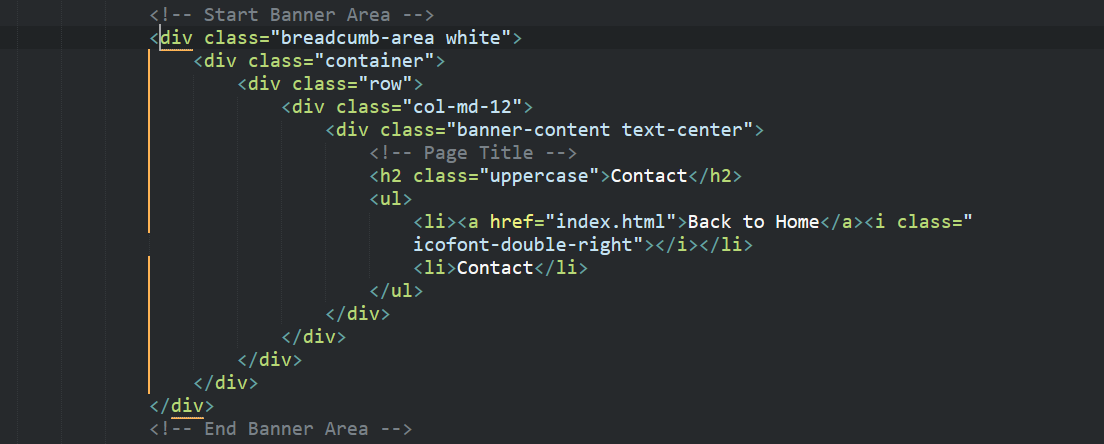 <!-- Start Banner Area -->
<div class="breadcumb-area white">
<div class="container">
<div class="row">
<div class="col-md-12">
<div class="banner-content text-center">
<!-- Page Title -->
<h2 class="uppercase">Contact</h2>
<ul>
<li><a href="index.html">Back to Home</a><i class="
icofont-double-right"></i></li>
<li>Contact</li>
</ul>
</div>
</div>
</div>
</div>
</div>
<!-- End Banner Area -->